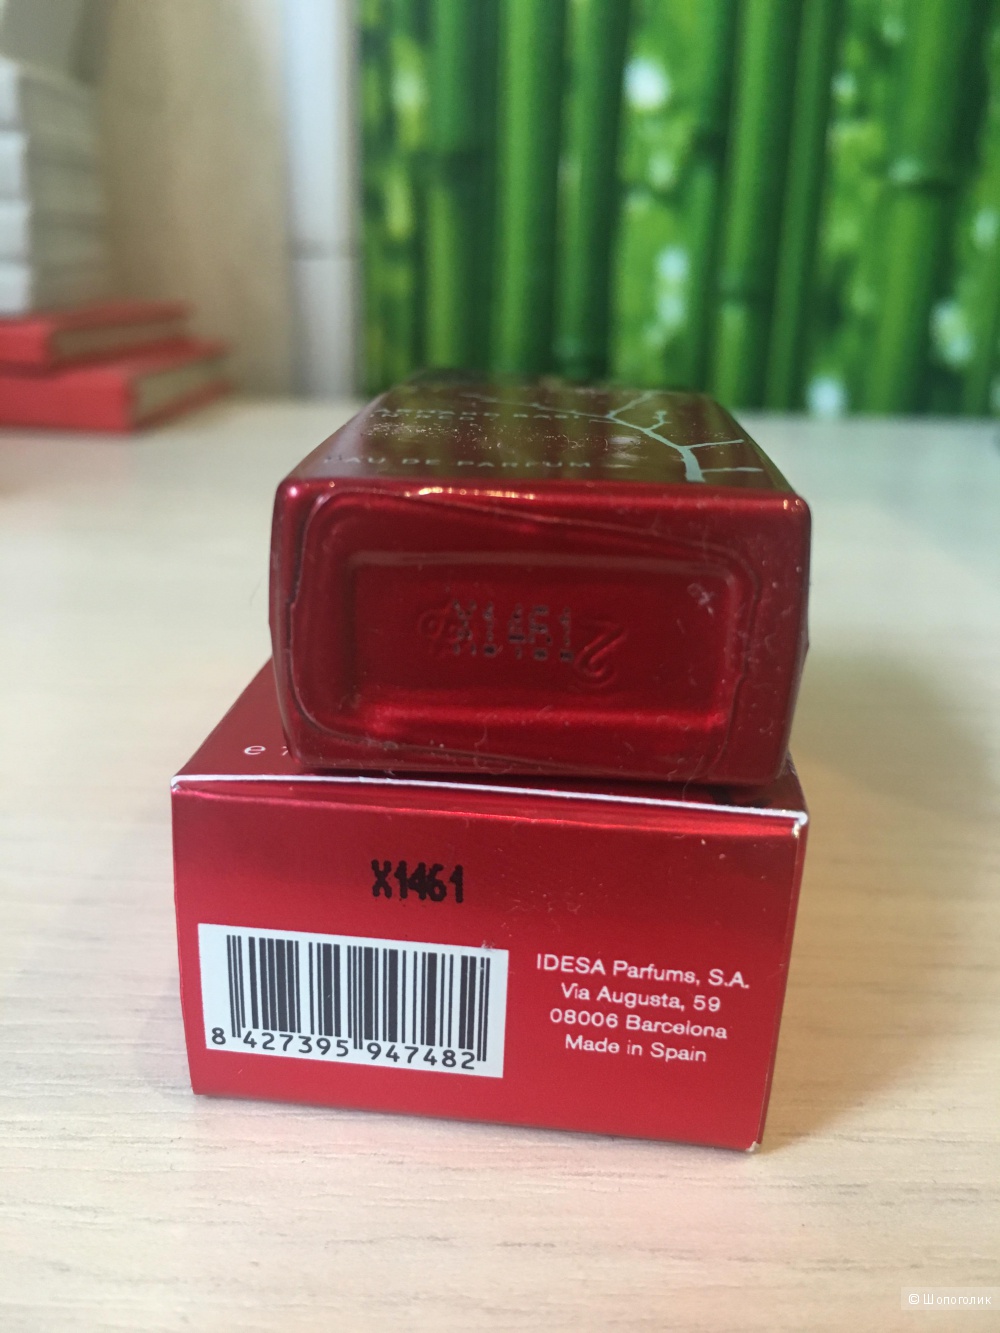 EAU DE PARFUM
X1461
e
X1461
8 427395 947482
IDESA Parfums, S.A.
Via Augusta, 59
08006 Barcelona
Made in Spain
© Шопоголик